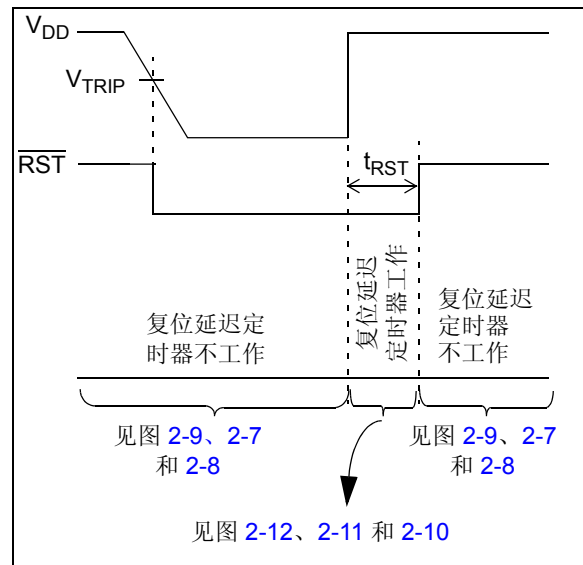 VDD
VTRIP
RST
tRST
复位延迟定
时器不工作
复位延迟
定时器工作
复位延迟
定时器
不工作
见图 2-9、2-7
和 2-8
见图 2-9、2-7
和 2-8
见图 2-12、2-11 和 2-10